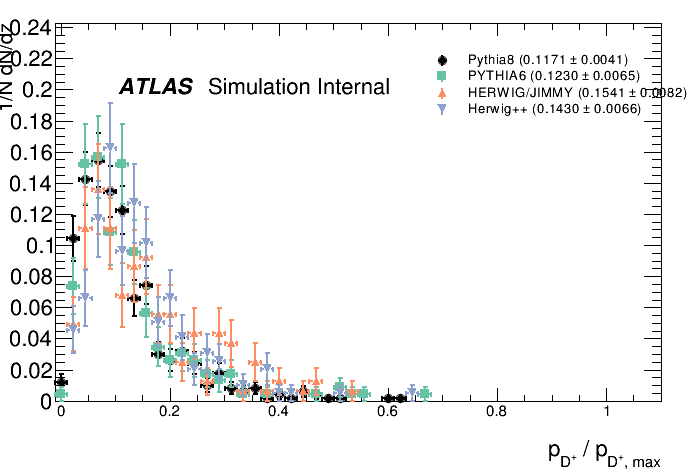 1/N dN/dz
0.24
0.22
0.2
0.18
0.16
0.14
0.12
0.1
0.08
0.06
0.04
0.02
0
ATLAS Simulation Internal
Pythia8 (0.1171 ± 0.0041)
PYTHIA6 (0.1230 ± 0.0065)
HERWIG/JIMMY (0.1541 ± 0.0082)
Herwig++ (0.1430 ± 0.0066)
0 0.2 0.4 0.6 0.8 1
p_D⁺ / p_D⁺, max